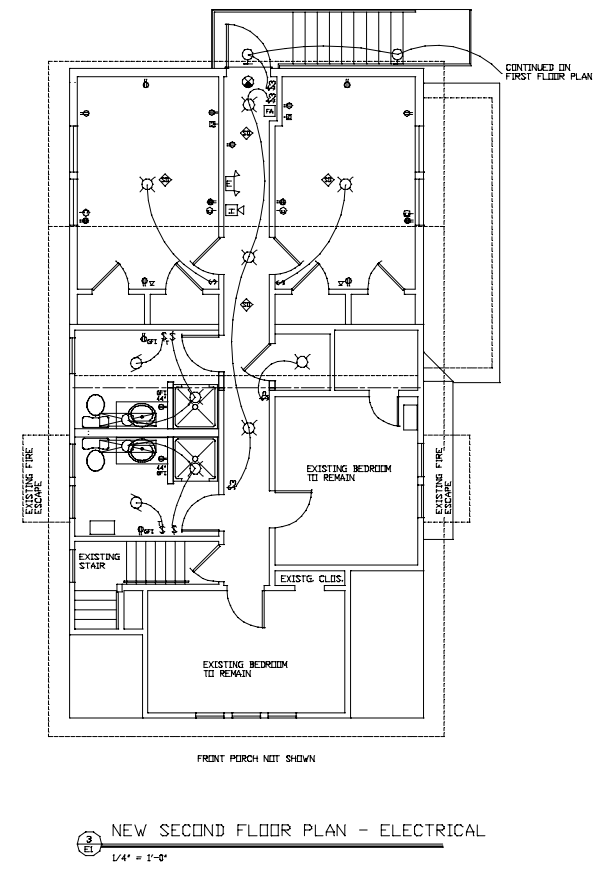 CONTINUED ON
FIRST FLOOR PLAN
FA
E
H
GFI
EXISTING FIRE
ESCAPE
EXISTING BEDROOM
TO REMAIN
EXISTING FIRE
ESCAPE
GFI
EXISTING
STAIR
EXISTG. CLOS.
EXISTING BEDROOM
TO REMAIN
FRONT PORCH NOT SHOWN
3
E1
NEW SECOND FLOOR PLAN - ELECTRICAL
1/4" = 1'-0"